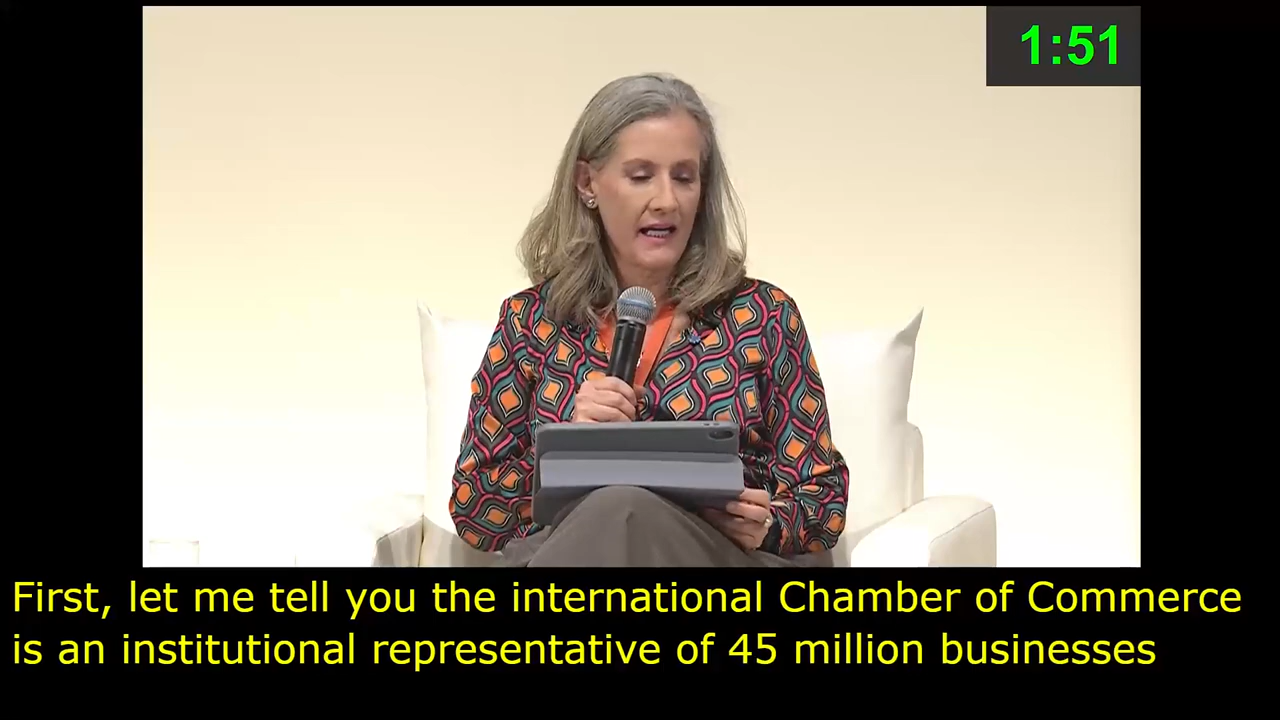 1:51
First, let me tell you the international Chamber of Commerce
is an institutional representative of 45 million businesses